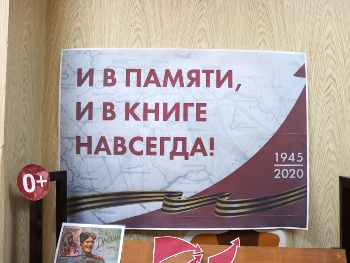 И В ПАМЯТИ,
И В КНИГЕ
НАВСЕГДА!
1945
2020
0+